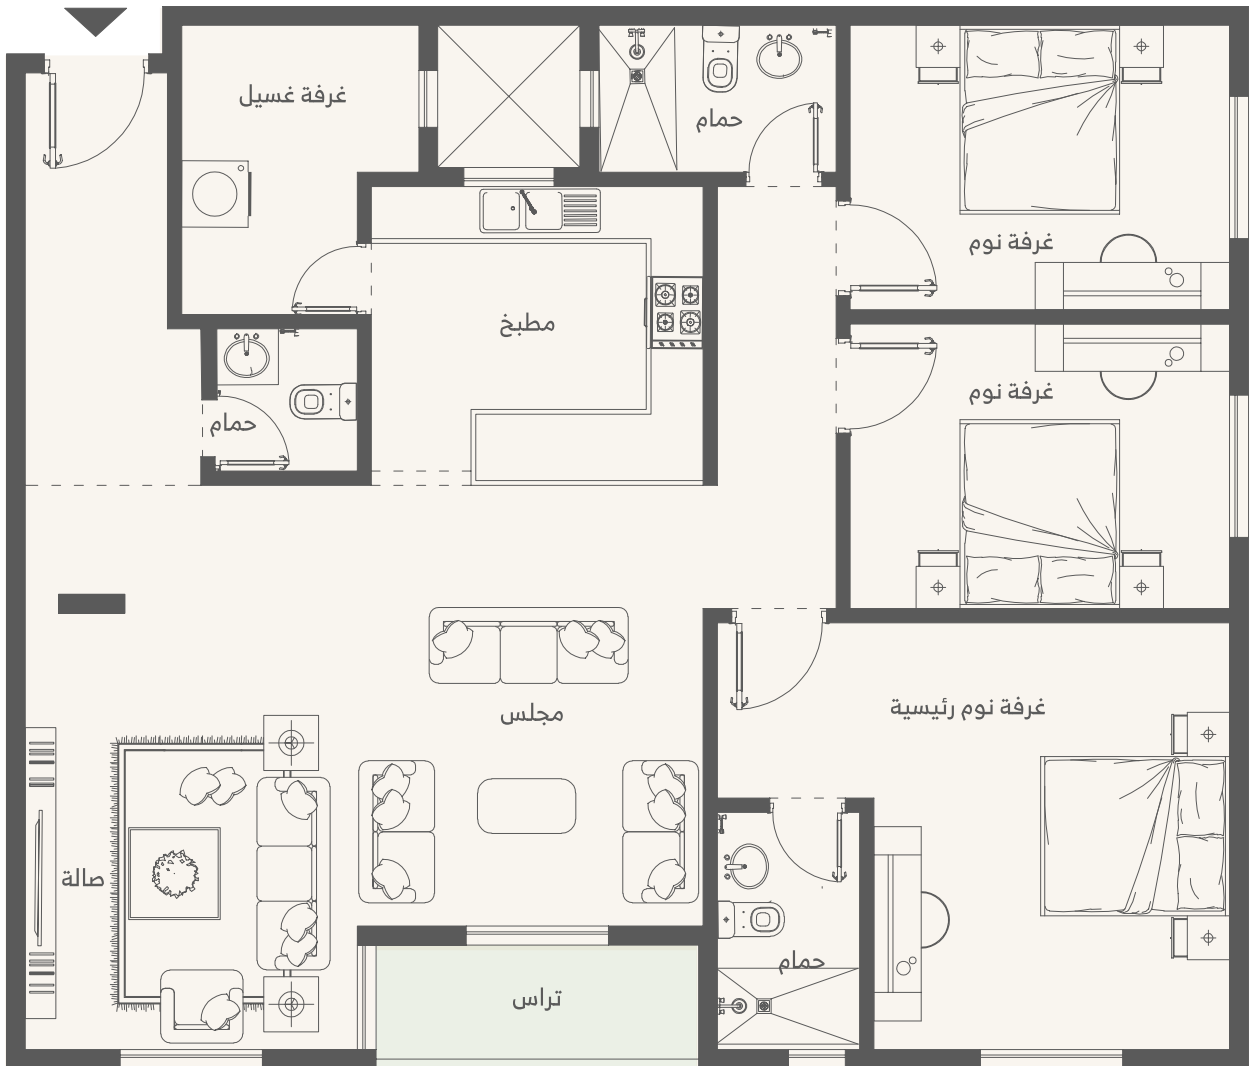 غرفة غسيل
حمام
غرفة نوم
مطبخ
غرفة نوم
حمام
غرفة نوم رئيسية
مجلس
صالة
حمام
تراس